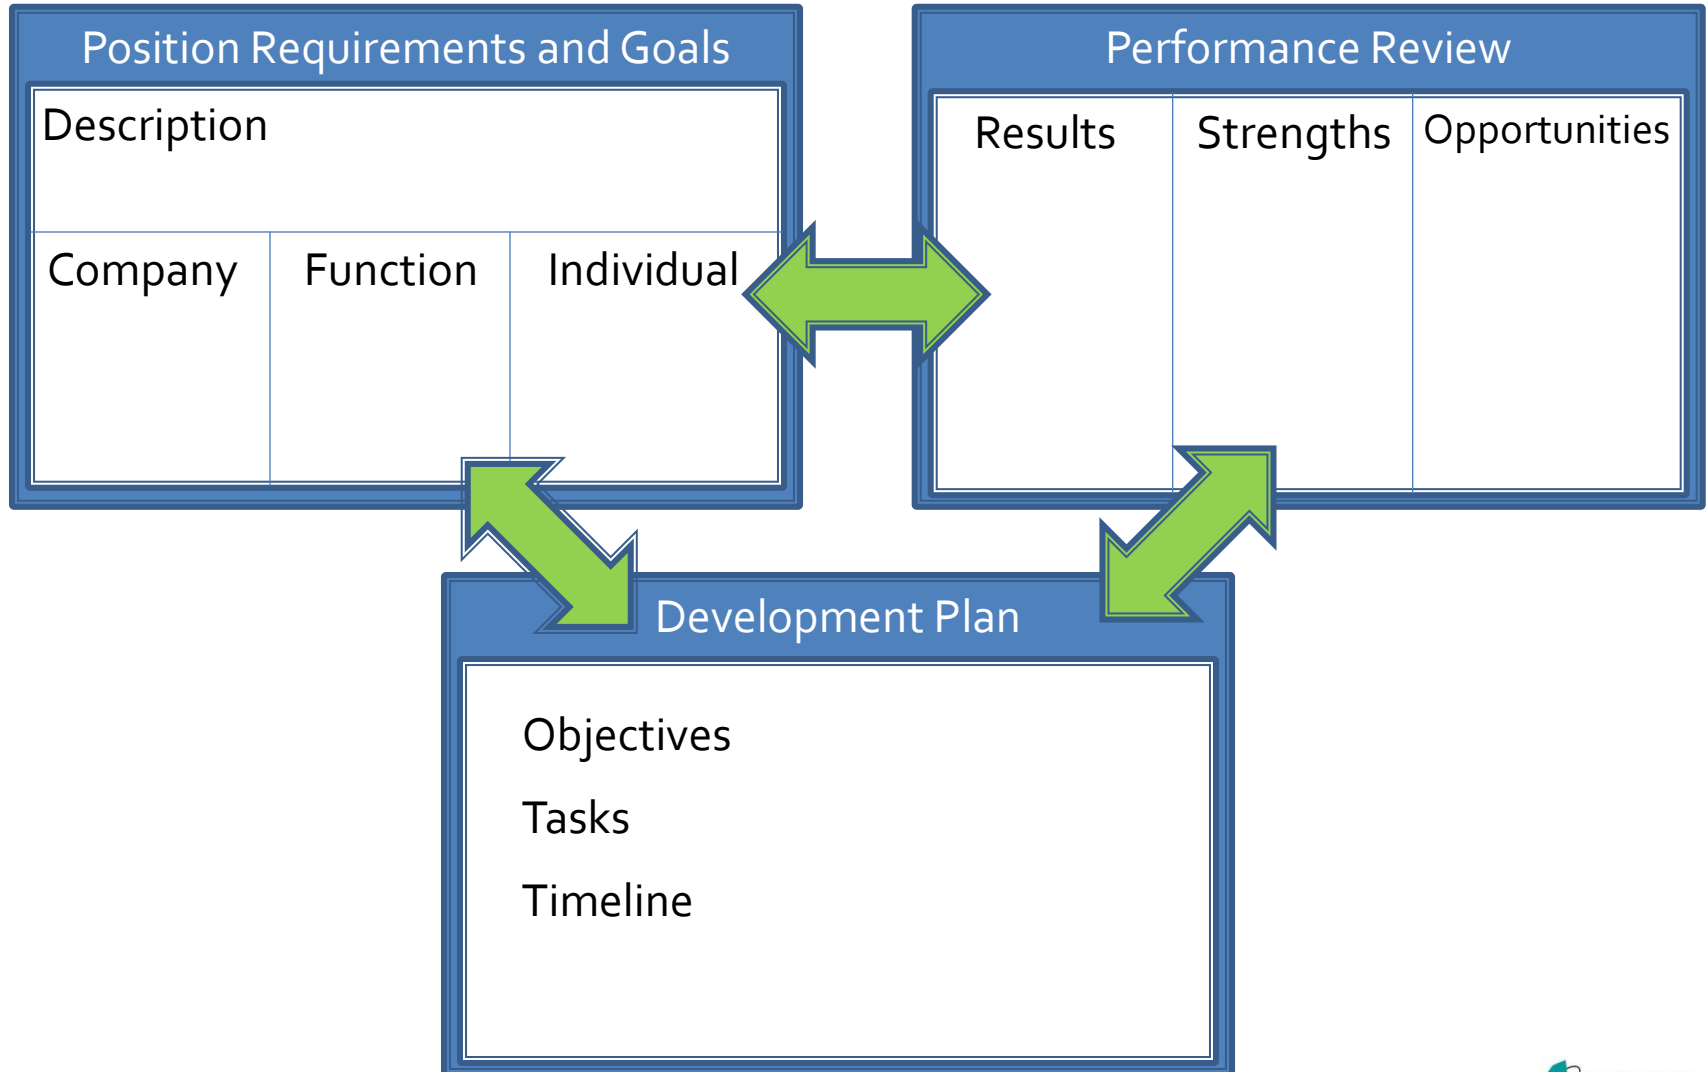 Position Requirements and Goals
Description
Company Function Individual
Performance Review
Results Strengths Opportunities
Development Plan
Objectives
Tasks
Timeline